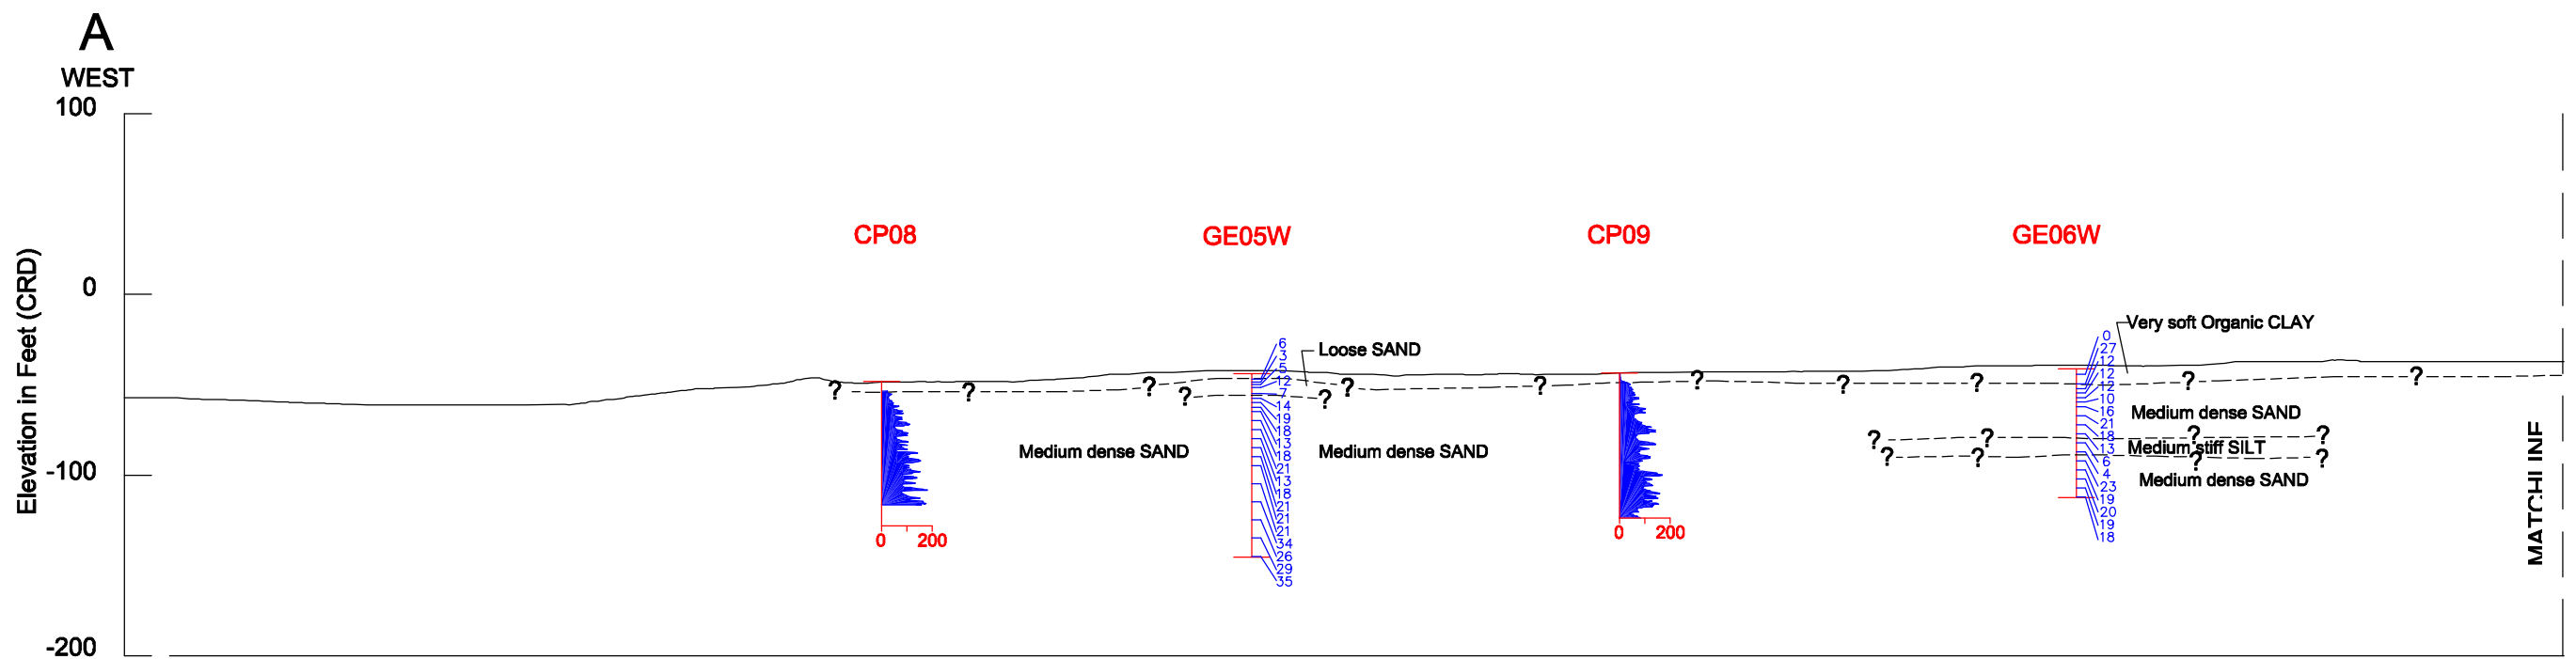 A
WEST
100
0
-100
-200
Elevation in Feet (CRD)
CP08
GE05W
CP09
GE06W
0 200
6
3
5
12
7
14
19
18
13
18
21
13
18
21
21
21
34
26
29
35
Loose SAND
Medium dense SAND
Medium dense SAND
0 200
0
27
12
12
12
10
16
21
18
13
6
4
23
19
20
19
18
Very soft Organic CLAY
Medium dense SAND
Medium stiff SILT
Medium dense SAND
? ? ? ? ? ? ? ? ? ?
? ?
? ? ? ?
? ? ? ?